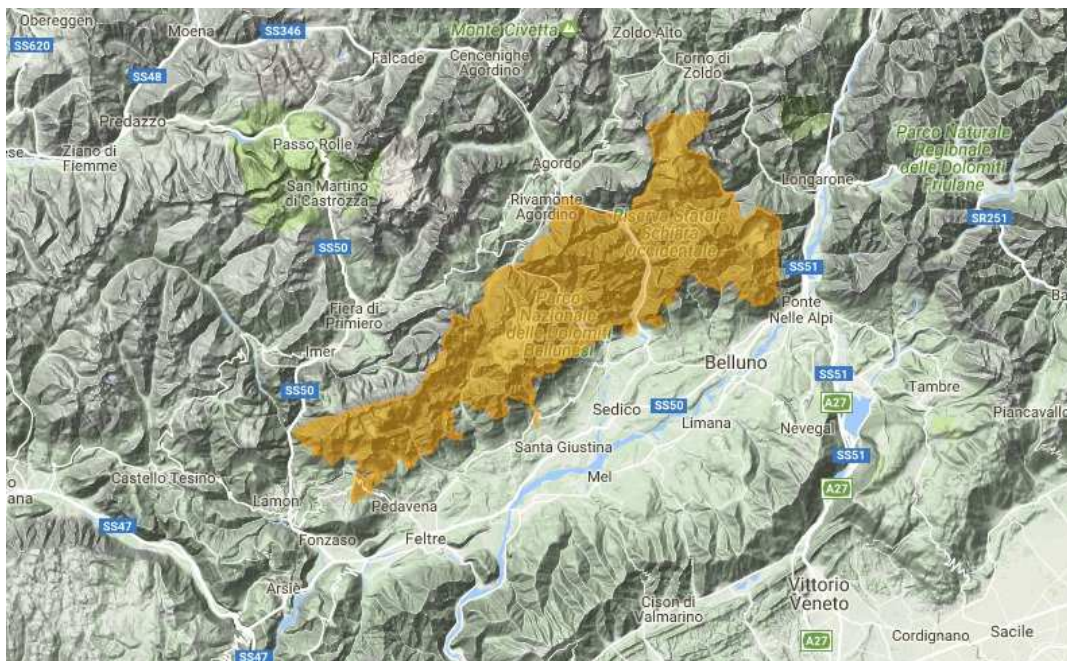 Obereggen
SS620
Moena
SS346
Monte Civetta
Zoldo Alto
Falcade
Cencenighe
Agordino
Forno di
Zoldo
SS48
Predazzo
Ziano di
Fiemme
Passo Rolle
Agordo
Parco Naturale
Regionale
delle Dolomiti
Friulane
San Martino
di Castrozza
Rivamonte
Agordino
Longarone
Riserva Statale
Schiara
occidentale
SR251
SS50
SS51
Fiera di
Primiero
Parco
Nazionale
delle Dolomiti
Bellunesi
Ponte
Nelle Alpi
Imer
Belluno
SS50
SS51
Tambre
Sedico
SS50
A27
Limana
Nevegal
Piancavallo
Santa Giustina
SS51
Castello Tesino
Mel
A27
Lamon
Pedavena
SS47
Fonzaso
Feltre
Arsiè
Cison di
Valmarino
Vittorio
Veneto
Cordignano
Sacile
A27
SS47